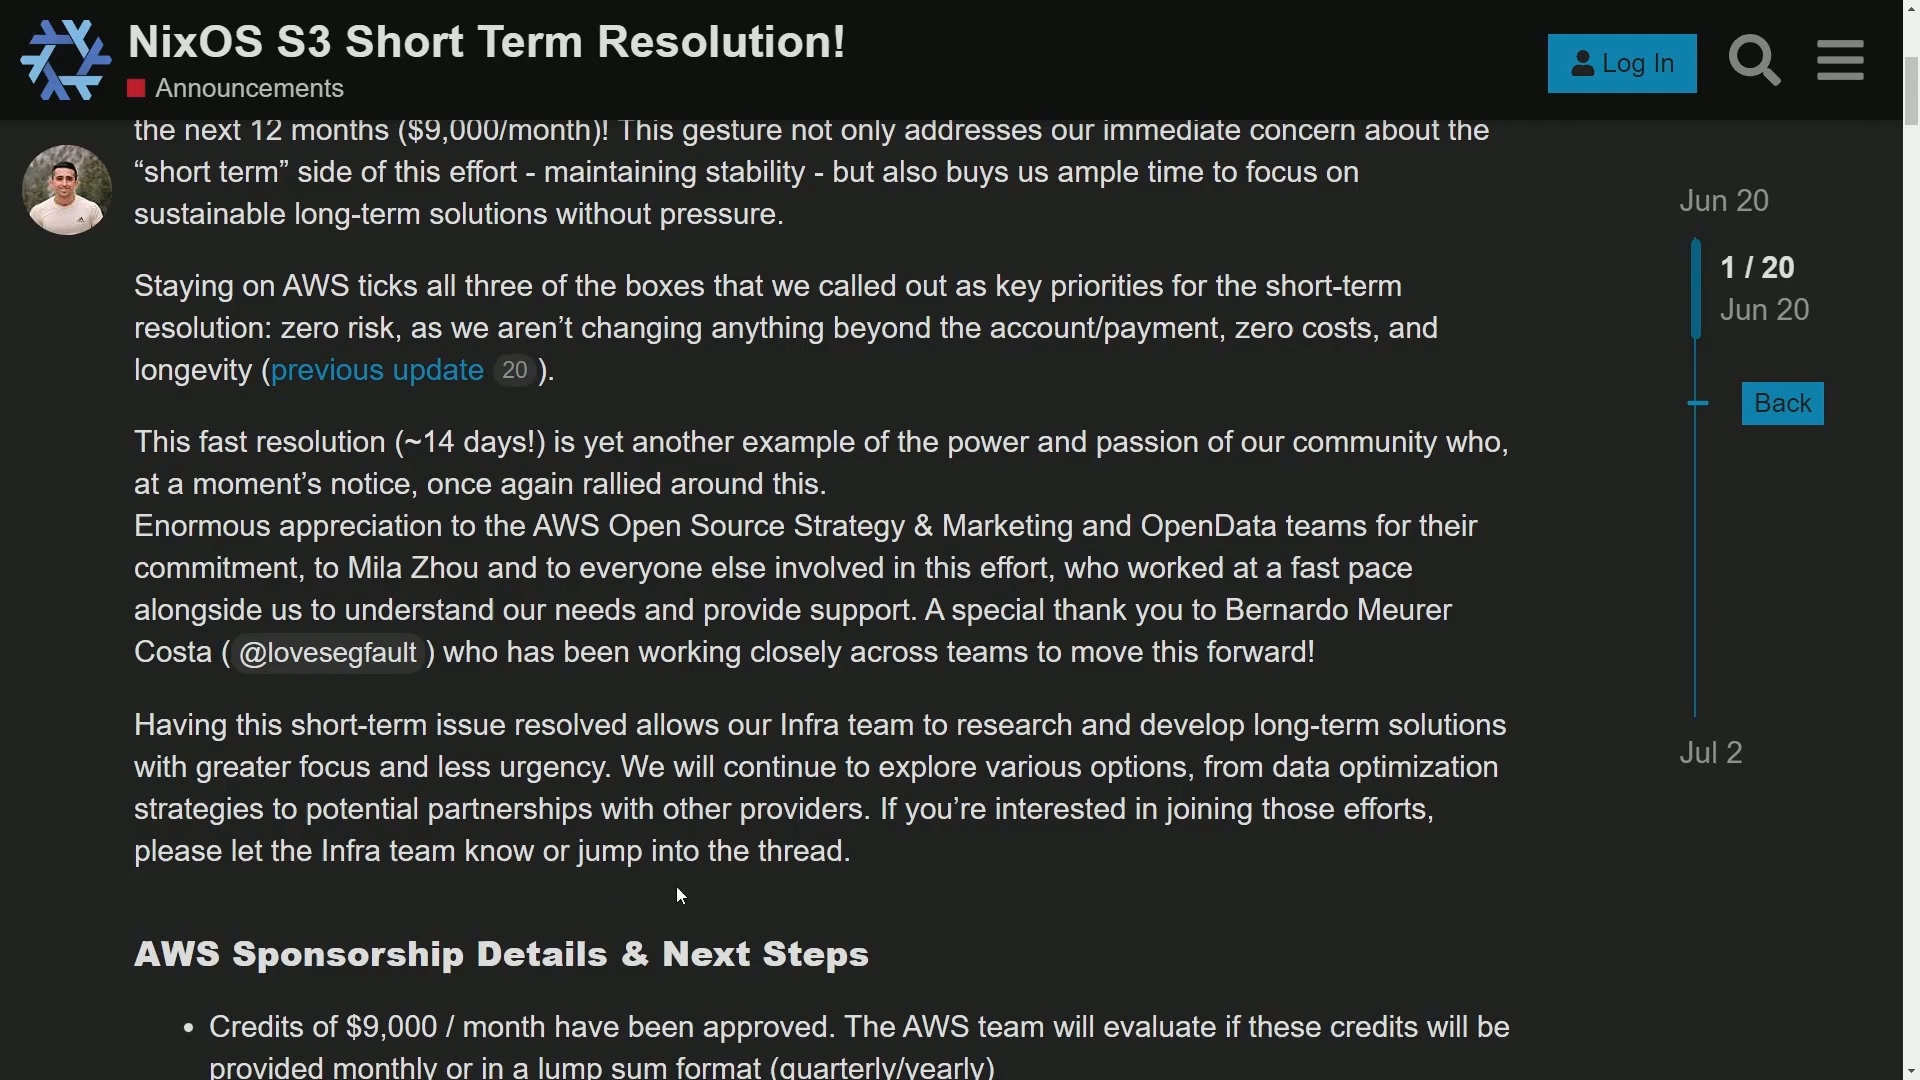 NixOS S3 Short Term Resolution!
Announcements
Log In
the next 12 months ($9,000/month)! This gesture not only addresses our immediate concern about the
“short term” side of this effort - maintaining stability - but also buys us ample time to focus on
sustainable long-term solutions without pressure.
Staying on AWS ticks all three of the boxes that we called out as key priorities for the short-term
resolution: zero risk, as we aren’t changing anything beyond the account/payment, zero costs, and
longevity (previous update 20 ).
This fast resolution (~14 days!) is yet another example of the power and passion of our community who,
at a moment’s notice, once again rallied around this.
Enormous appreciation to the AWS Open Source Strategy & Marketing and OpenData teams for their
commitment, to Mila Zhou and to everyone else involved in this effort, who worked at a fast pace
alongside us to understand our needs and provide support. A special thank you to Bernardo Meurer
Costa ( @lovesegfault ) who has been working closely across teams to move this forward!
Having this short-term issue resolved allows our Infra team to research and develop long-term solutions
with greater focus and less urgency. We will continue to explore various options, from data optimization
strategies to potential partnerships with other providers. If you’re interested in joining those efforts,
please let the Infra team know or jump into the thread.
AWS Sponsorship Details & Next Steps
• Credits of $9,000 / month have been approved. The AWS team will evaluate if these credits will be
provided monthly or in a lump sum format (quarterly/yearly)
Jun 20
1 / 20
Jun 20
Back
Jul 2